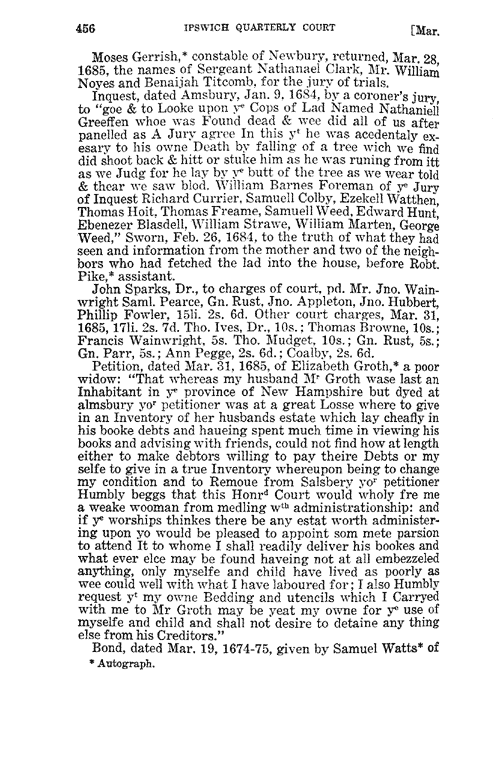 456 IPSWICH QUARTERLY COURT [Mar.
Moses Gerrish,* constable of Newbury, returned, Mar. 28,
1685, the names of Sergeant Nathanael Clark, Mr. William
Noyes and Benaijah Titcomb, for the jury of trials.
Inquest, dated Amsbury, Jan. 9, 1684, by a coroner's jury,
to "goe & to Looke upon yᵉ Cops of Lad Named Nathaniell
Greeffen whoe was Found dead & wee did all of us after
panelled as A Jury agree In this yᵗ he was acedentaly ex-
esary to his owne Death by falling of a tree wich we find
did shoot back & hitt or stuke him as he was runing from itt
as we Judg for he lay by yᵉ butt of the tree as we wear told
& thear we saw blod. William Barnes Foreman of yᵉ Jury
of Inquest Richard Currier, Samuell Colby, Ezekell Watthen,
Thomas Hoit, Thomas Freame, Samuell Weed, Edward Hunt,
Ebenezer Blasdell, William Strawe, William Marten, George
Weed," Sworn, Feb. 26, 1684, to the truth of what they had
seen and information from the mother and two of the neigh-
bors who had fetched the lad into the house, before Robt.
Pike,* assistant.
John Sparks, Dr., to charges of court, pd. Mr. Jno. Wain-
wright Saml. Pearce, Gn. Rust, Jno. Appleton, Jno. Hubbert,
Phillip Fowler, 15li. 2s. 6d. Other court charges, Mar. 31,
1685, 17li. 2s. 7d. Tho. Ives, Dr., 10s.; Thomas Browne, 10s.;
Francis Wainwright, 5s. Tho. Mudget, 10s.; Gn. Rust, 5s.;
Gn. Parr, 5s.; Ann Pegge, 2s. 6d.; Coalby, 2s. 6d.
Petition, dated Mar. 31, 1685, of Elizabeth Groth,* a poor
widow: "That whereas my husband Mʳ Groth wase last an
Inhabitant in yᵉ province of New Hampshire but dyed at
almsbury yoʳ petitioner was at a great Losse where to give
in an Inventory of her husbands estate which lay cheafly in
his booke debts and haueing spent much time in viewing his
books and advising with friends, could not find how at length
either to make debtors willing to pay theire Debts or my
selfe to give in a true Inventory whereupon being to change
my condition and to Remoue from Salsbery yoʳ petitioner
Humbly beggs that this Honrᵈ Court would wholy fre me
a weake wooman from medling wᵗʰ administrationship: and
if yᵉ worships thinkes there be any estat worth administer-
ing upon yo would be pleased to appoint som mete parsion
to attend It to whome I shall readily deliver his bookes and
what ever elce may be found haveing not at all embezzeled
anything, only myselfe and child have lived as poorly as
wee could well with what I have laboured for; I also Humbly
request yᵗ my owne Bedding and utencils which I Carryed
with me to Mr Groth may be yeat my owne for yᵉ use of
myselfe and child and shall not desire to detaine any thing
else from his Creditors."
Bond, dated Mar. 19, 1674-75, given by Samuel Watts* of
* Autograph.